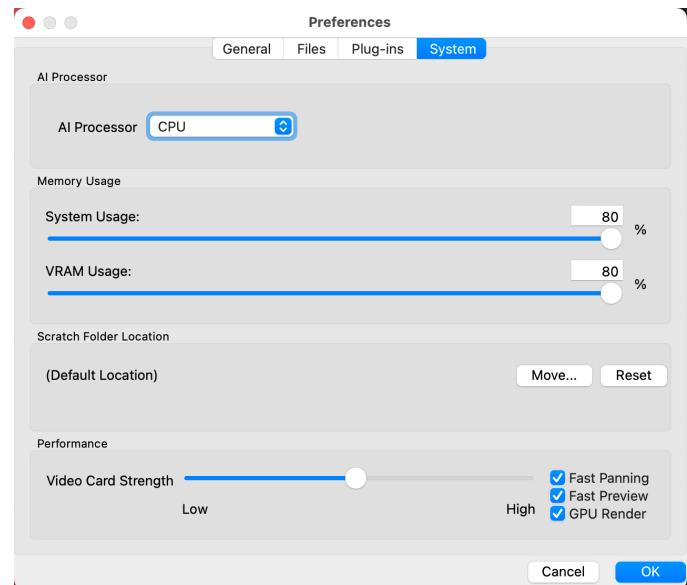 Preferences
General Files Plug-ins System
AI Processor
AI Processor CPU
Memory Usage
System Usage: 80 %
VRAM Usage: 80 %
Scratch Folder Location
(Default Location) Move... Reset
Performance
Video Card Strength
Low High
Fast Panning
Fast Preview
GPU Render
Cancel OK